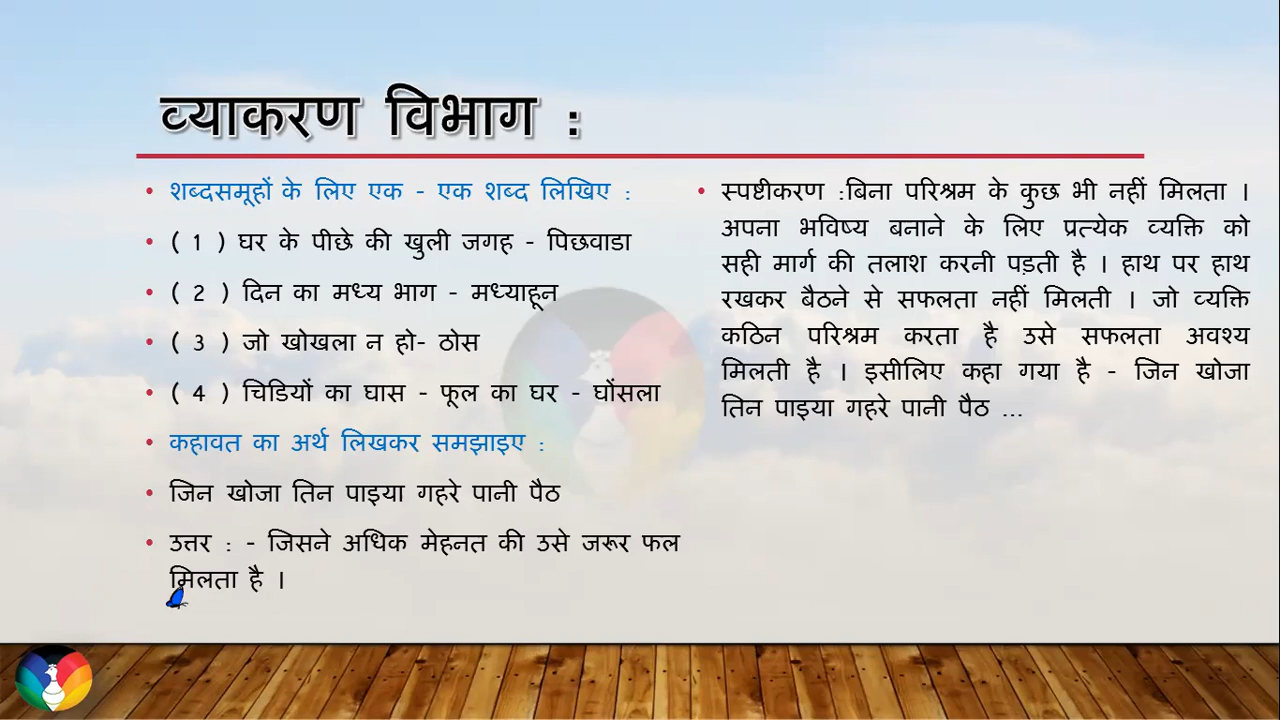 व्याकरण विभाग :
• शब्दसमूहों के लिए एक - एक शब्द लिखिए :
• ( 1 ) घर के पीछे की खुली जगह - पिछवाडा
• ( 2 ) दिन का मध्य भाग - मध्याहून
• ( 3 ) जो खोखला न हो- ठोस
• ( 4 ) चिडियों का घास - फूल का घर - घोंसला
• कहावत का अर्थ लिखकर समझाइए :
• जिन खोजा तिन पाइया गहरे पानी पैठ
• उत्तर : - जिसने अधिक मेहनत की उसे जरूर फल
मिलता है ।
• स्पष्टीकरण :बिना परिश्रम के कुछ भी नहीं मिलता ।
अपना भविष्य बनाने के लिए प्रत्येक व्यक्ति को
सही मार्ग की तलाश करनी पड़ती है । हाथ पर हाथ
रखकर बैठने से सफलता नहीं मिलती । जो व्यक्ति
कठिन परिश्रम करता है उसे सफलता अवश्य
मिलती है । इसीलिए कहा गया है - जिन खोजा
तिन पाइया गहरे पानी पैठ ...